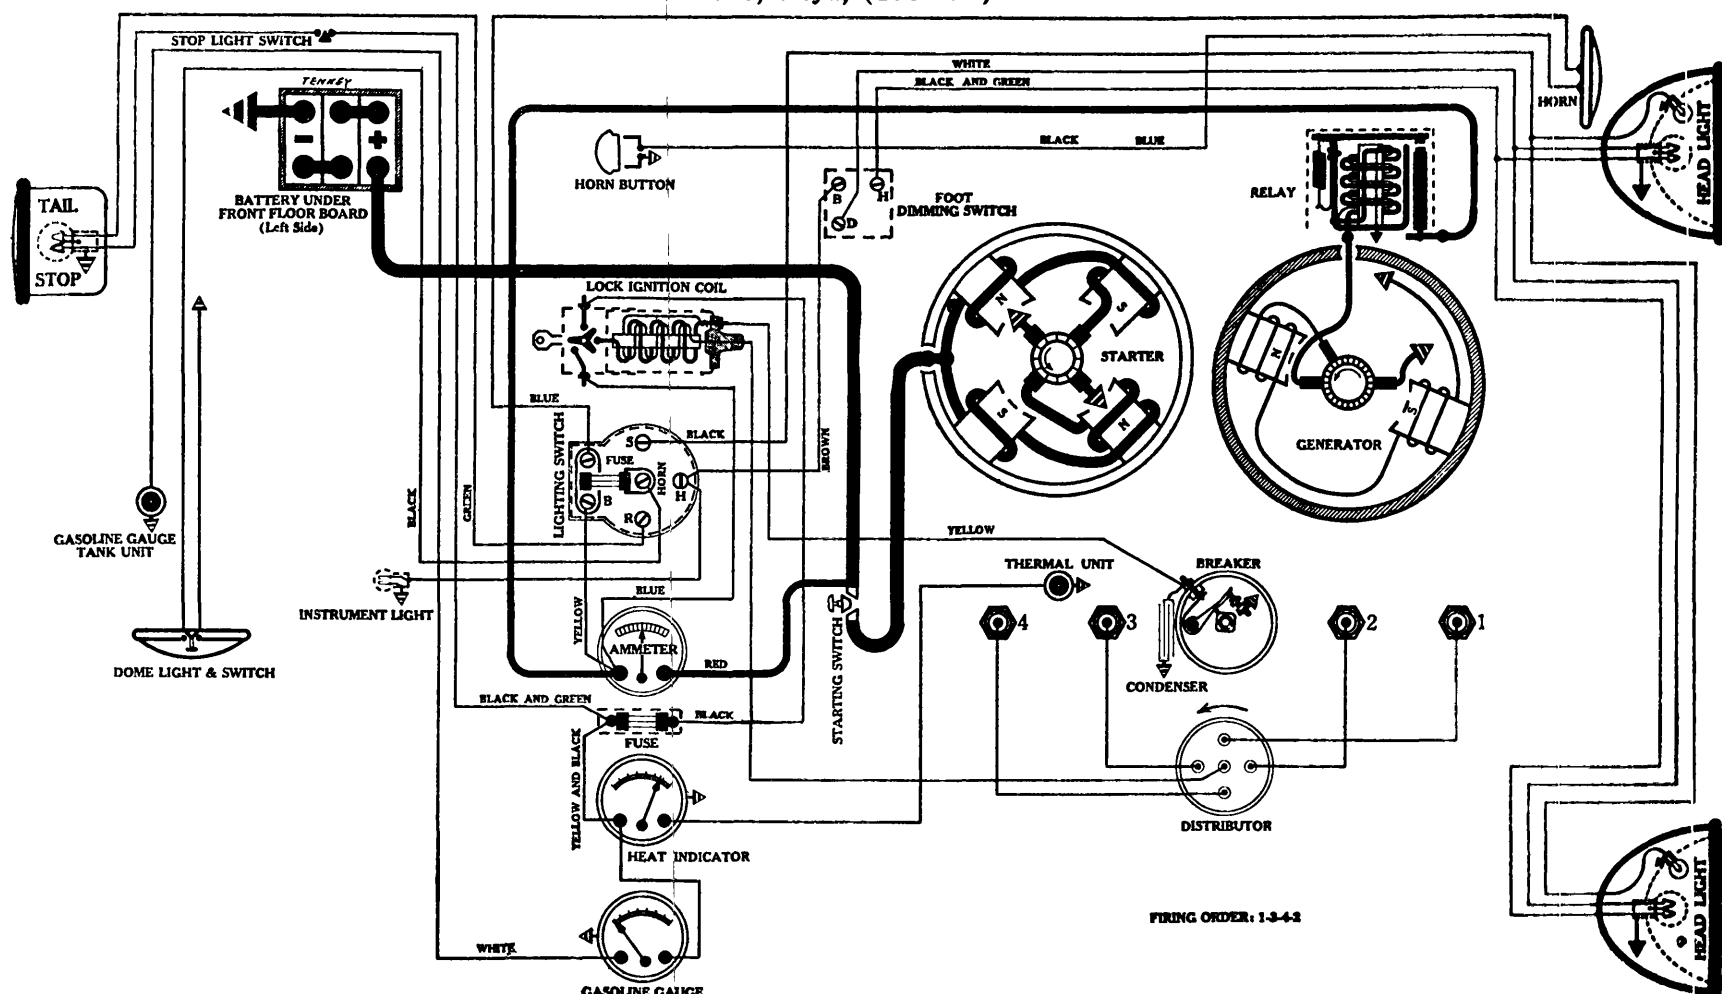 STOP LIGHT SWITCH
TENNEY
WHITE
BLACK AND GREEN
HORN
HEAD LIGHT
BLACK
BLUE
HORN BUTTON
RELAY
B
H
D
FOOT
DIMMING SWITCH
- +
BATTERY UNDER
FRONT FLOOR BOARD
(Left Side)
TAIL
STOP
LOCK IGNITION COIL
N
S
STARTER
S
N
N
S
GENERATOR
BLUE
BLACK
BROWN
LIGHTING SWITCH
S
FUSE
HORN
H
B
R
BLACK
GREEN
GASOLINE GAUGE
TANK UNIT
YELLOW
THERMAL UNIT
BREAKER
INSTRUMENT LIGHT
BLUE
YELLOW
AMMETER
RED
STARTING SWITCH
4
3
2
1
DOME LIGHT & SWITCH
CONDENSER
BLACK AND GREEN
BLACK
FUSE
YELLOW AND BLACK
DISTRIBUTOR
HEAT INDICATOR
HEAD LIGHT
FIRING ORDER: 1-3-4-2
WHITE
GASOLINE GAUGE